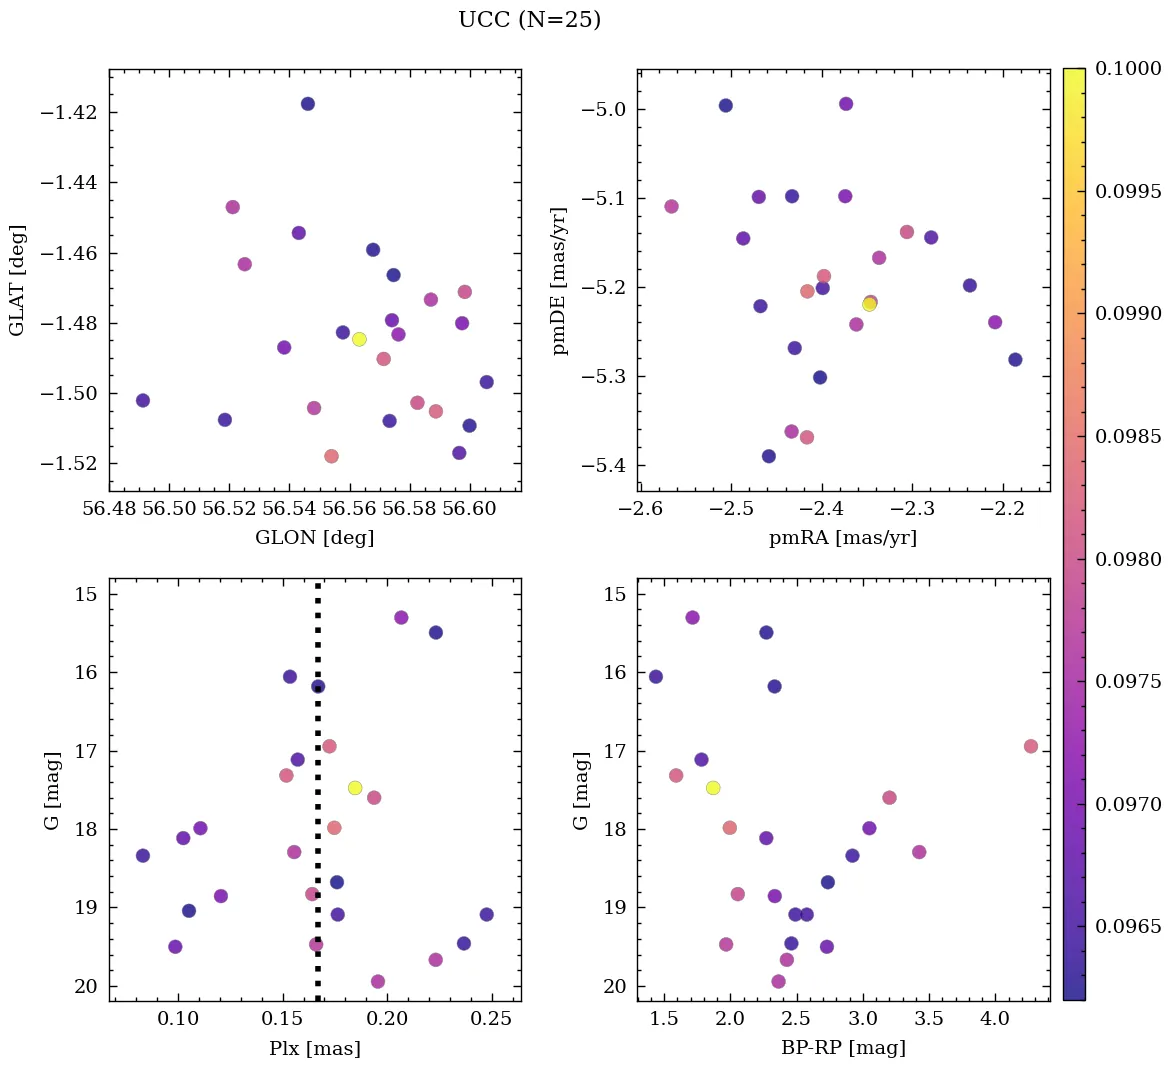 UCC (N=25)
−1.42
−1.44
−1.46
−1.48
−1.50
−1.52
GLAT [deg]
56.48 56.50 56.52 56.54 56.56 56.58 56.60
GLON [deg]
−5.0
−5.1
−5.2
−5.3
−5.4
pmDE [mas/yr]
−2.6 −2.5 −2.4 −2.3 −2.2
pmRA [mas/yr]
15
16
17
18
19
20
G [mag]
0.10 0.15 0.20 0.25
Plx [mas]
15
16
17
18
19
20
G [mag]
1.5 2.0 2.5 3.0 3.5 4.0
BP-RP [mag]
0.1000
0.0995
0.0990
0.0985
0.0980
0.0975
0.0970
0.0965